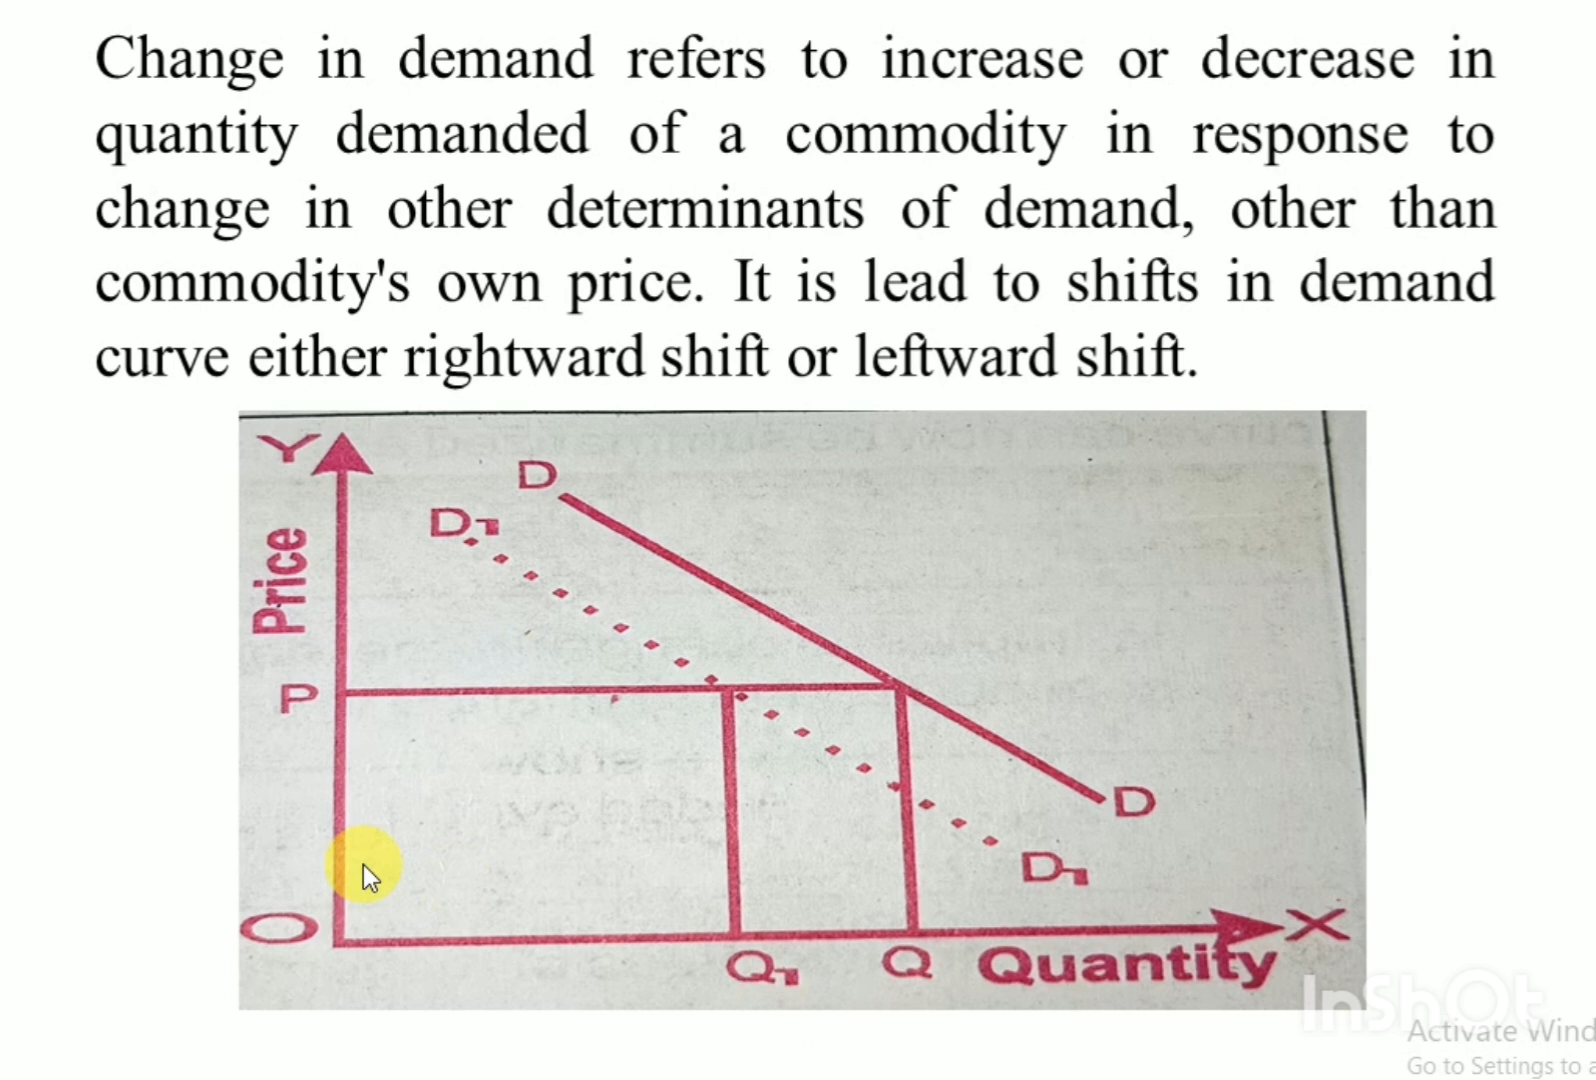 Change in demand refers to increase or decrease in
quantity demanded of a commodity in response to
change in other determinants of demand, other than
commodity's own price. It is lead to shifts in demand
curve either rightward shift or leftward shift.
Y
D
D1
Price
P
D
D1
O
X
Q1 Q Quantity
InShOt
Activate Wind
Go to Settings to a